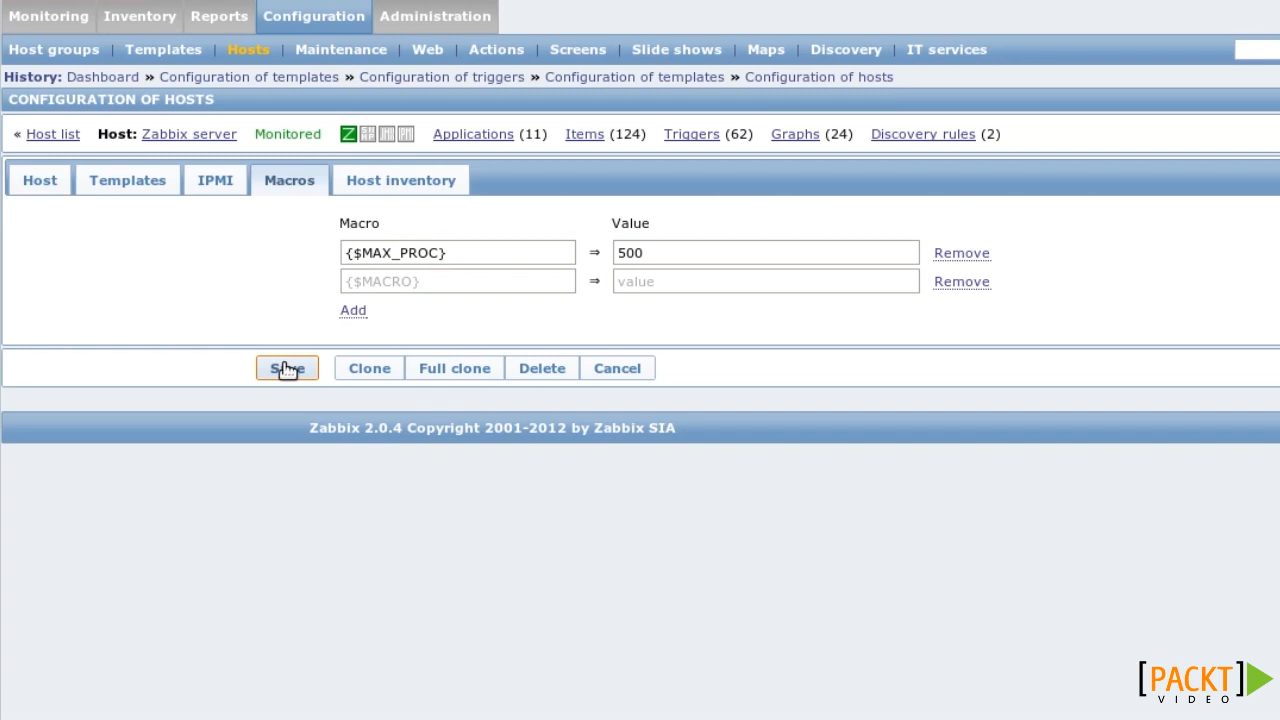 Monitoring Inventory Reports Configuration Administration
Host groups | Templates | Hosts | Maintenance | Web | Actions | Screens | Slide shows | Maps | Discovery | IT services
History: Dashboard » Configuration of templates » Configuration of triggers » Configuration of templates » Configuration of hosts
CONFIGURATION OF HOSTS
« Host list Host: Zabbix server Monitored Z Applications (11) Items (124) Triggers (62) Graphs (24) Discovery rules (2)
Host Templates IPMI Macros Host inventory
Macro Value
{$MAX_PROC} ⇒ 500 Remove
{$MACRO} ⇒ value Remove
Add
Clone Full clone Delete Cancel
Zabbix 2.0.4 Copyright 2001-2012 by Zabbix SIA
[PACKT]
VIDEO